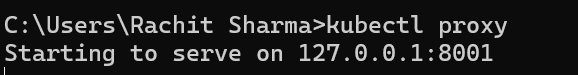 C:\Users\Rachit Sharma>kubectl proxy
Starting to serve on 127.0.0.1:8001